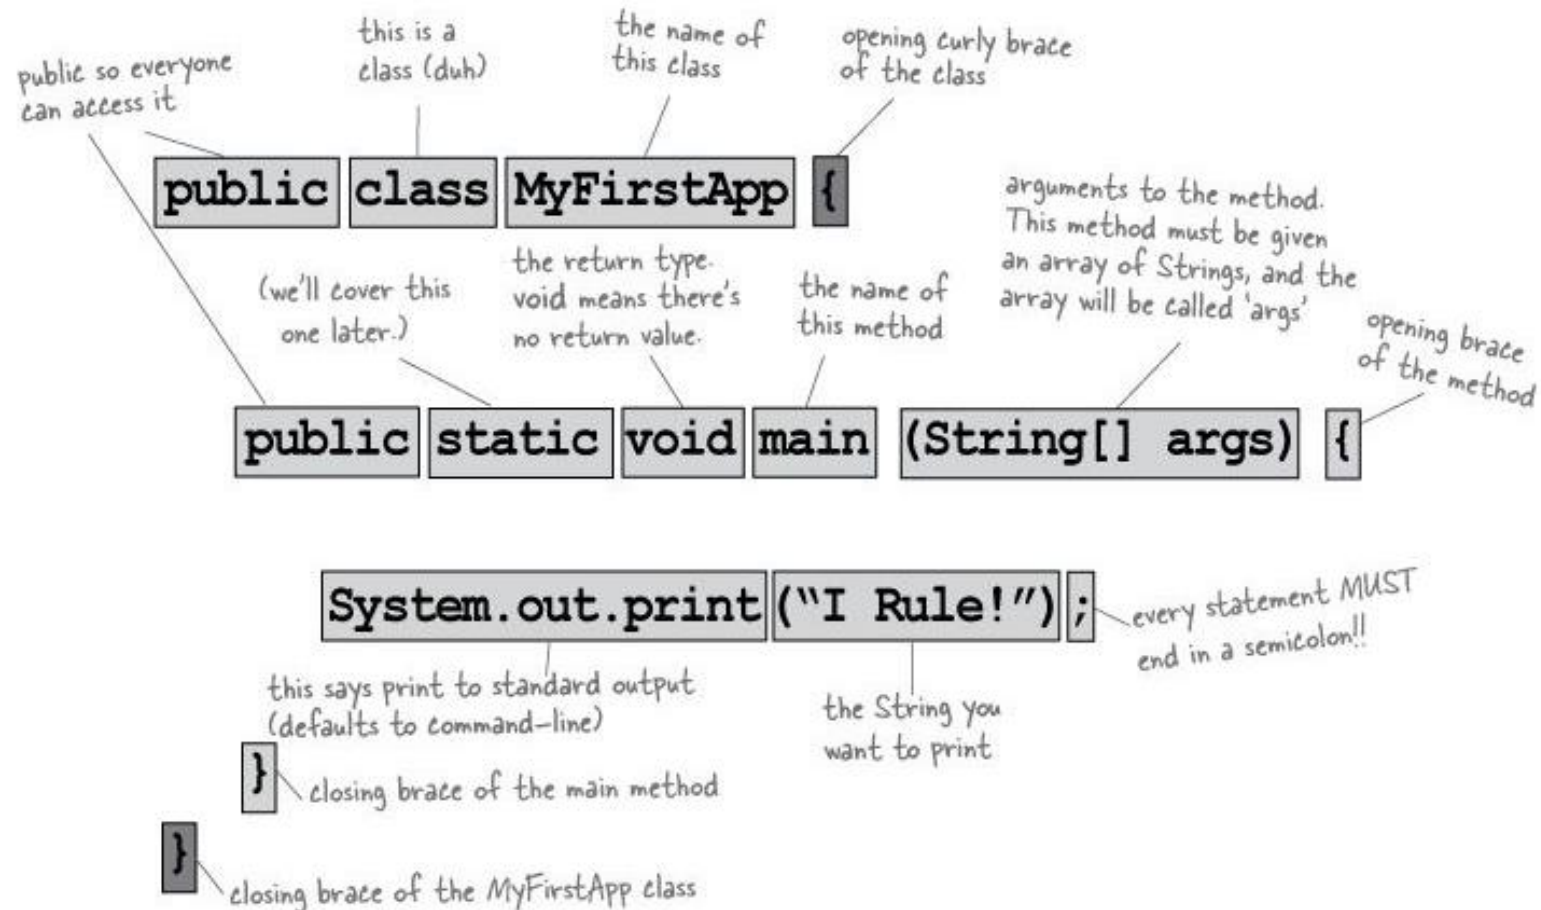 public so everyone
can access it
this is a
class (duh)
the name of
this class
opening curly brace
of the class
public class MyFirstApp {
(we'll cover this
one later.)
the return type.
void means there's
no return value.
the name of
this method
arguments to the method.
This method must be given
an array of Strings, and the
array will be called 'args'
opening brace
of the method
public static void main (String[] args) {
System.out.print(“I Rule!”);
every statement MUST
end in a semicolon!!
this says print to standard output
(defaults to command-line)
the String you
want to print
}
closing brace of the main method
}
closing brace of the MyFirstApp class